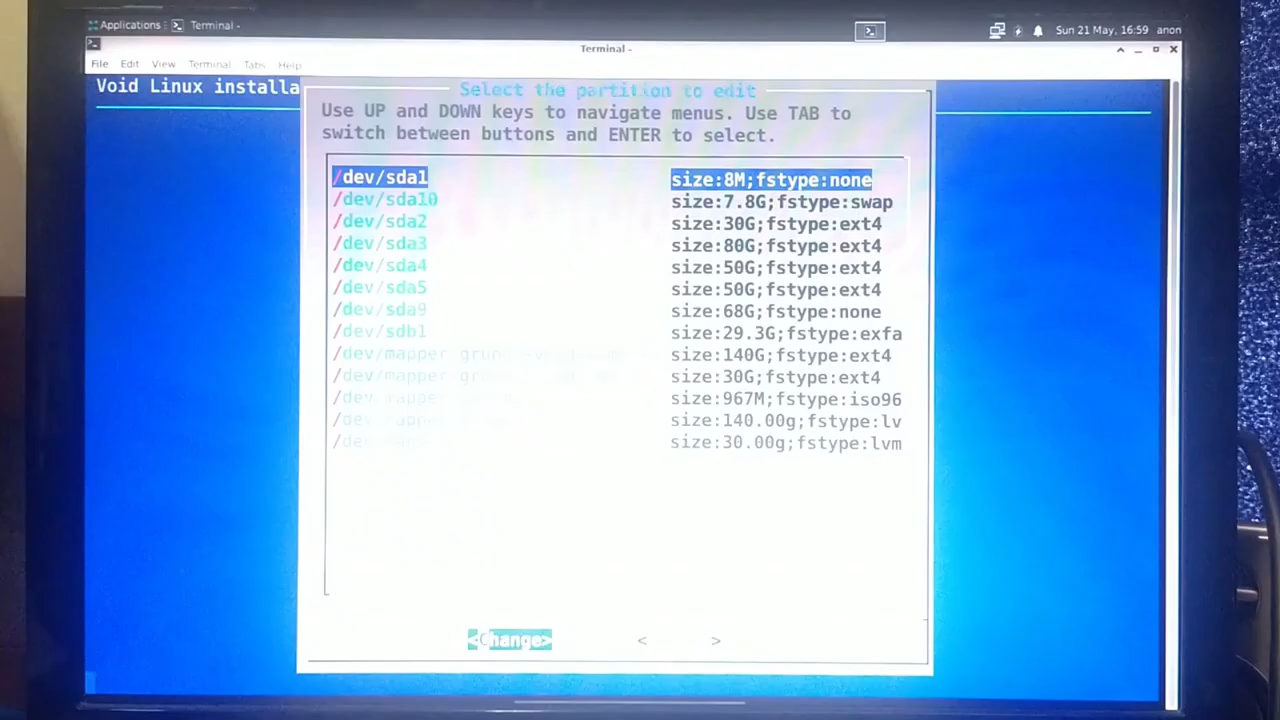 Applications Terminal - Sun 21 May, 16:59 anon
Terminal -
File Edit View Terminal Tabs Help
Void Linux installa
Select the partition to edit
Use UP and DOWN keys to navigate menus. Use TAB to
switch between buttons and ENTER to select.
/dev/sda1 size:8M;fstype:none
/dev/sda10 size:7.8G;fstype:swap
/dev/sda2 size:30G;fstype:ext4
/dev/sda3 size:80G;fstype:ext4
/dev/sda4 size:50G;fstype:ext4
/dev/sda5 size:50G;fstype:ext4
/dev/sda9 size:68G;fstype:none
/dev/sdb1 size:29.3G;fstype:exfa
/dev/mapper size:140G;fstype:ext4
/dev/mapper size:30G;fstype:ext4
size:967M;fstype:iso96
size:140.00g;fstype:lv
size:30.00g;fstype:lvm
<Change> < >